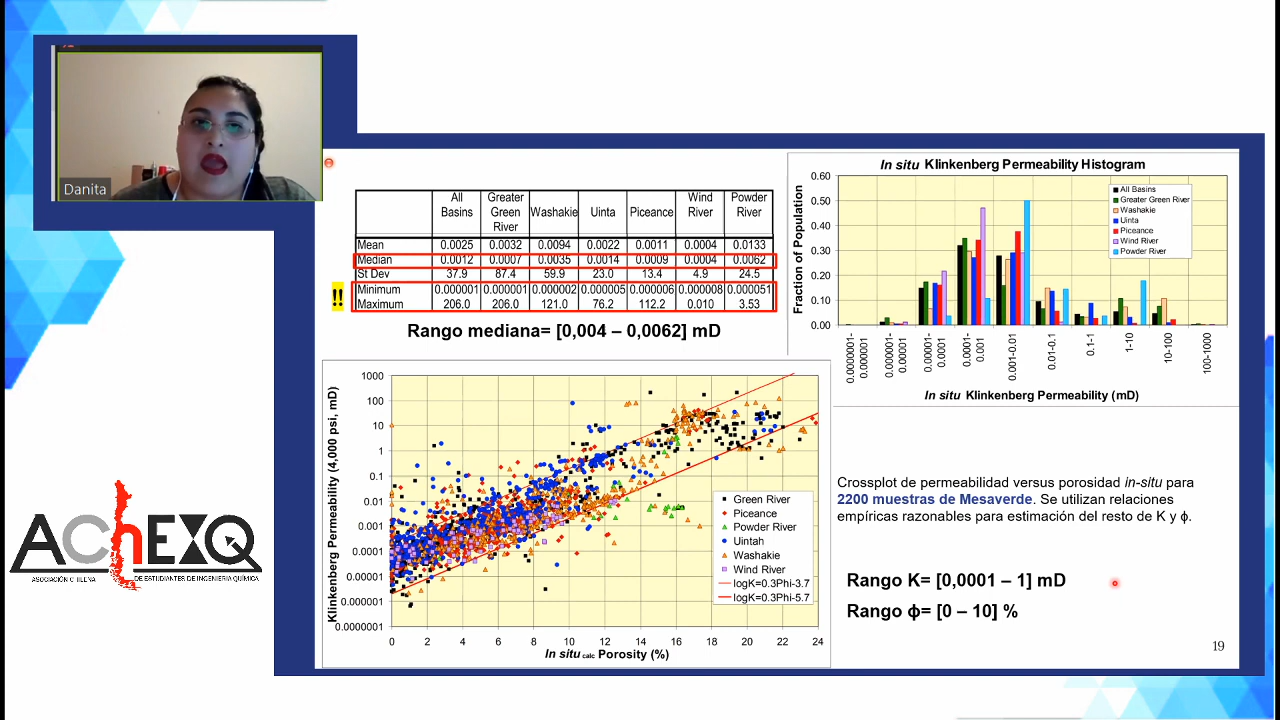 Danita
All Basins Greater Green River Washakie Uinta Piceance Wind River Powder River
Mean 0.0025 0.0032 0.0094 0.0022 0.0011 0.0004 0.0133
Median 0.0012 0.0007 0.0035 0.0014 0.0009 0.0004 0.0062
St Dev 37.9 87.4 59.9 23.0 13.4 4.9 24.5
!! Minimum 0.000001 0.000001 0.000002 0.000005 0.000006 0.000008 0.000051
Maximum 206.0 206.0 121.0 76.2 112.2 0.010 3.53
Rango mediana= [0,004 – 0,0062] mD
In situ Klinkenberg Permeability Histogram
Fraction of Population
0.60
0.50
0.40
0.30
0.20
0.10
0.00
All Basins
Greater Green River
Washakie
Uinta
Piceance
Wind River
Powder River
0.0000001-0.000001
0.000001-0.00001
0.00001-0.0001
0.0001-0.001
0.001-0.01
0.01-0.1
0.1-1
1-10
10-100
100-1000
In situ Klinkenberg Permeability (mD)
Klinkenberg Permeability (4,000 psi, mD)
1000
100
10
1
0.1
0.01
0.001
0.0001
0.00001
0.000001
0.0000001
0 2 4 6 8 10 12 14 16 18 20 22 24
In situ calc Porosity (%)
Green River
Piceance
Powder River
Uintah
Washakie
Wind River
logK=0.3Phi-3.7
logK=0.3Phi-5.7
Crossplot de permeabilidad versus porosidad in-situ para
2200 muestras de Mesaverde. Se utilizan relaciones
empíricas razonables para estimación del resto de K y ϕ.
Rango K= [0,0001 – 1] mD
Rango ϕ= [0 – 10] %
19
AChEXQ
ASOCIACIÓN CHILENA DE ESTUDIANTES DE INGENIERÍA QUÍMICA